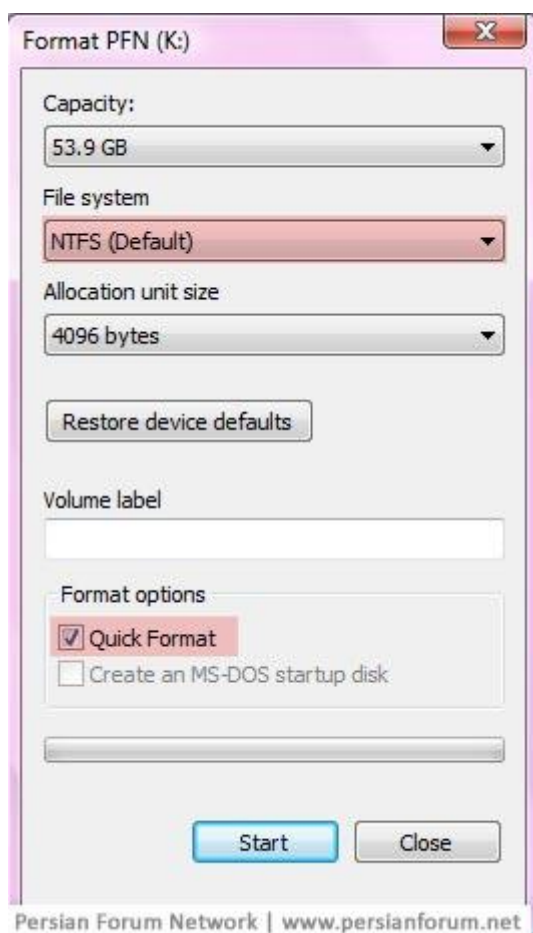 Format PFN (K:)
Capacity:
53.9 GB
File system
NTFS (Default)
Allocation unit size
4096 bytes
Restore device defaults
Volume label
Format options
Quick Format
Create an MS-DOS startup disk
Start
Close
Persian Forum Network | www.persianforum.net